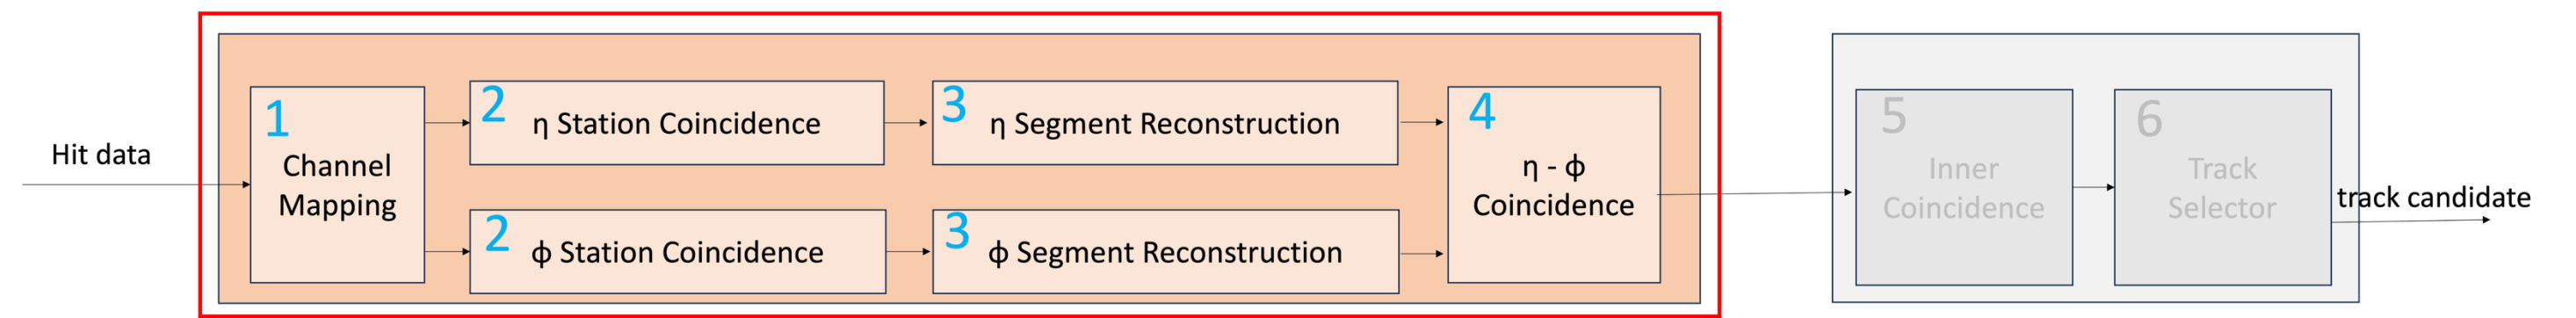 Hit data
1
Channel
Mapping
2
η Station Coincidence
3
η Segment Reconstruction
2
ϕ Station Coincidence
3
ϕ Segment Reconstruction
4
η - ϕ
Coincidence
5
Inner
Coincidence
6
Track
Selector
track candidate